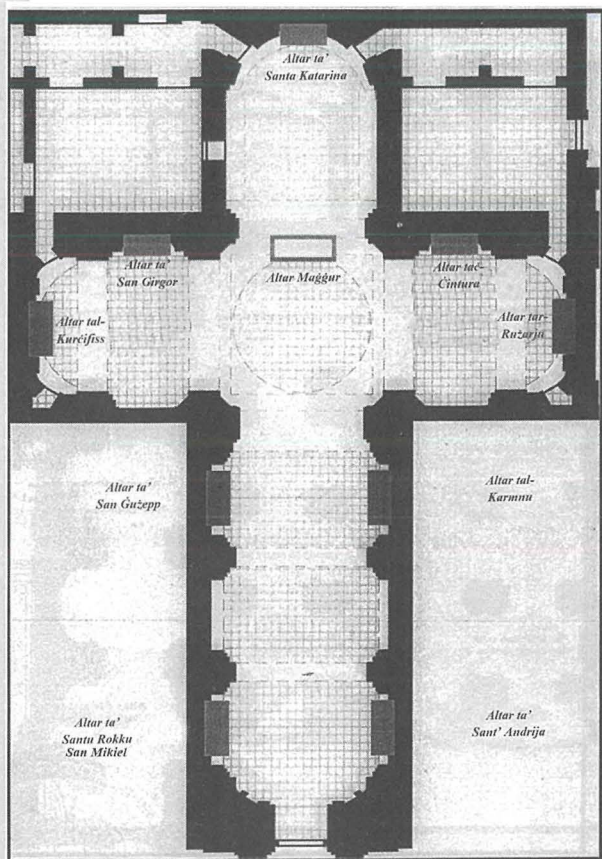 Altar ta'
Santa Katarina
Altar ta'
San Girgor
Altar Maġġur
Altar taċ-
Ċintura
Altar tal-
Kurċifiss
Altar tar-
Rużarju
Altar ta'
San Ġużepp
Altar tal-
Karmnu
Altar ta'
Santu Rokku
San Mikiel
Altar ta'
Sant' Andrija